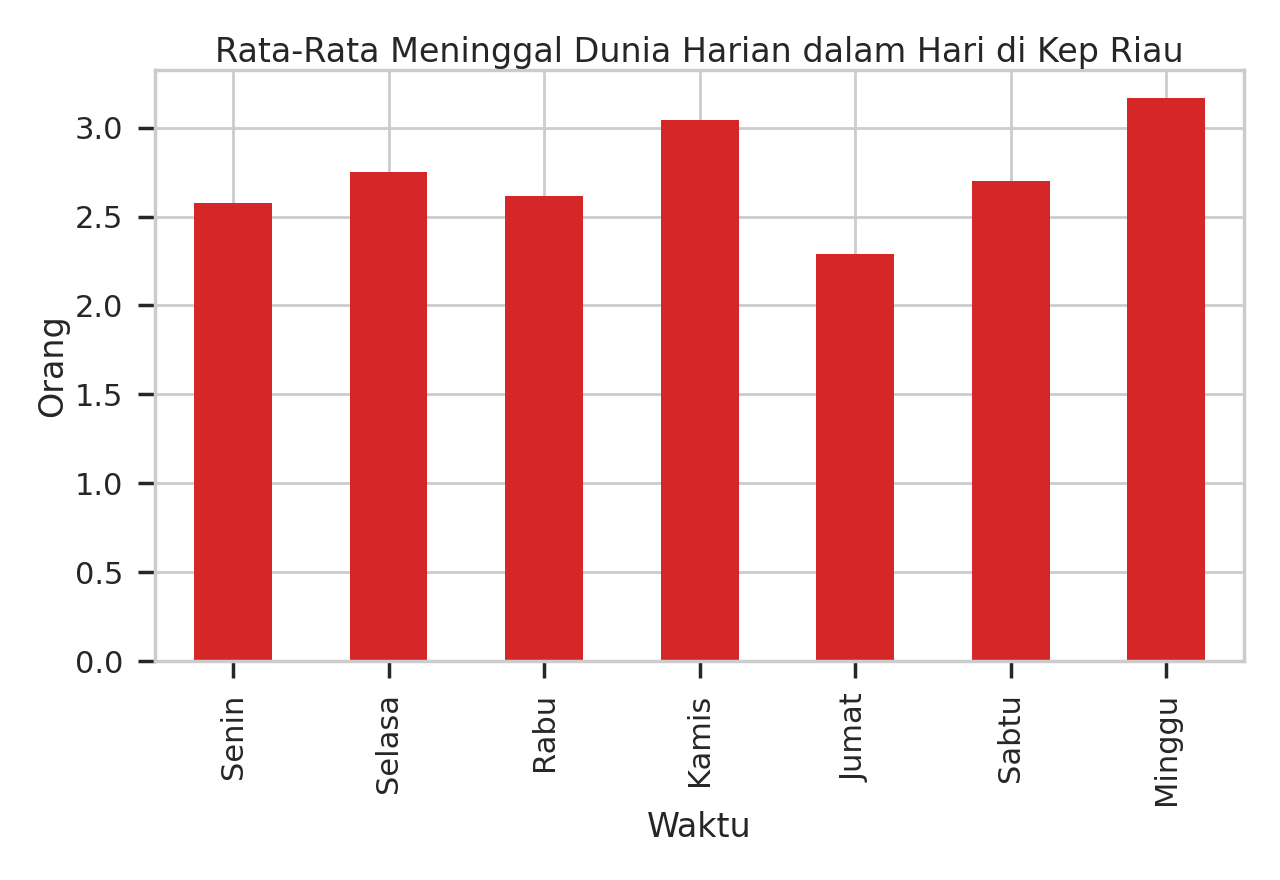 Rata-Rata Meninggal Dunia Harian dalam Hari di Kep Riau
Orang
3.0
2.5
2.0
1.5
1.0
0.5
0.0
Senin
Selasa
Rabu
Kamis
Jumat
Sabtu
Minggu
Waktu